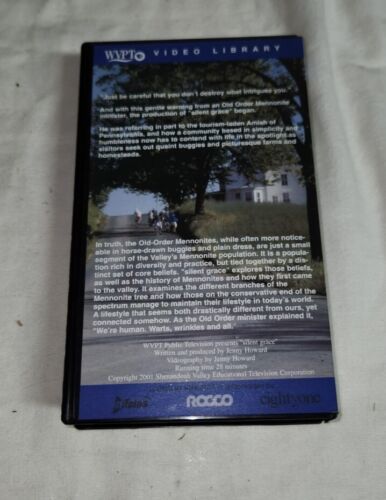 WVPT VIDEO LIBRARY
"Just be careful that you don't destroy what intrigues you."
And with this gentle warning from an Old Order Mennonite
minister, the production of "silent grace" began.
He was referring in part to the tourism-laden Amish of
Pennsylvania, and how a community based in simplicity and
humbleness now has to contend with life in the spotlight as
visitors seek out quaint buggies and picturesque farms and
homesteads.
In truth, the Old-Order Mennonites, while often more notice-
able in horse-drawn buggies and plain dress, are just a small
segment of the Valley's Mennonite population. It is a popula-
tion rich in diversity and practice, but tied together by a dis-
tinct set of core beliefs. "silent grace" explores those beliefs,
as well as the history of Mennonites and how they first came
to the valley. It examines the different branches of the
Mennonite tree and how those on the conservative end of the
spectrum manage to maintain their lifestyle in today's world.
A lifestyle that seems both drastically different from ours, yet
connected somehow. As the Old Order minister explained it,
"We're human. Warts, wrinkles and all."
WVPT Public Television presents "silent grace"
Written and produced by Jenny Howard
Videography by Jenny Howard
Running time 28 minutes
Copyright 2001 Shenandoah Valley Educational Television Corporation
ROCCO eightyone